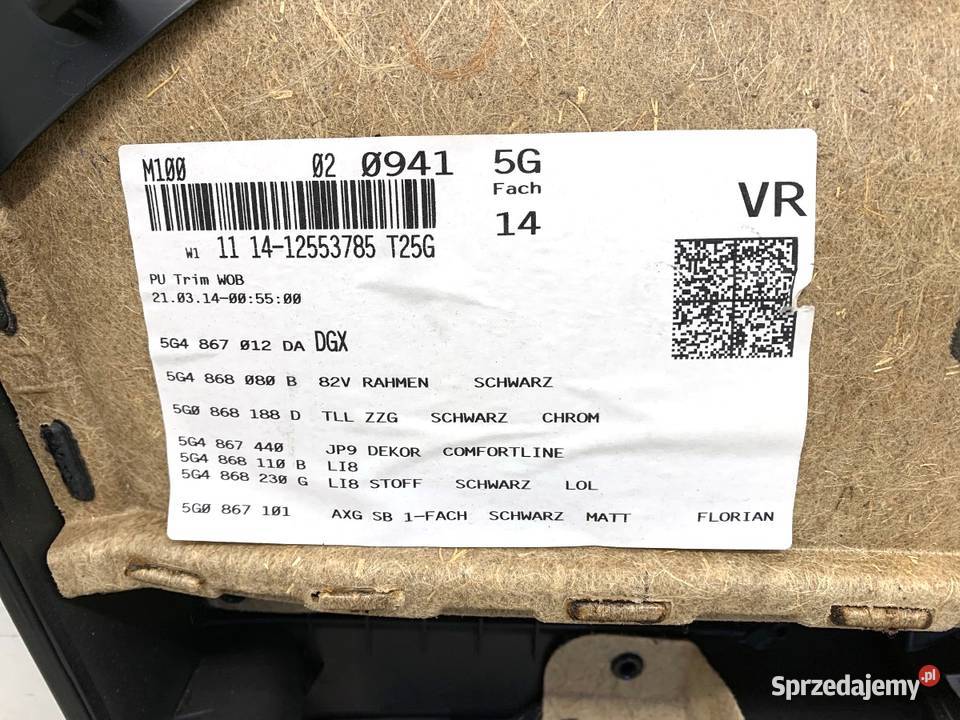 M100 02 0941 5G
Fach
14
VR
W1 11 14-12553785 T25G
PU Trim WOB
21.03.14-00:55:00
5G4 867 012 DA DGX
5G4 868 080 B 82V RAHMEN SCHWARZ
5G0 868 188 D TLL ZZG SCHWARZ CHROM
5G4 867 440 JP9 DEKOR COMFORTLINE
5G4 868 110 B LI8
5G4 868 230 G LI8 STOFF SCHWARZ LOL
5G0 867 101 AXG SB 1-FACH SCHWARZ MATT FLORIAN
Sprzedajemy.pl